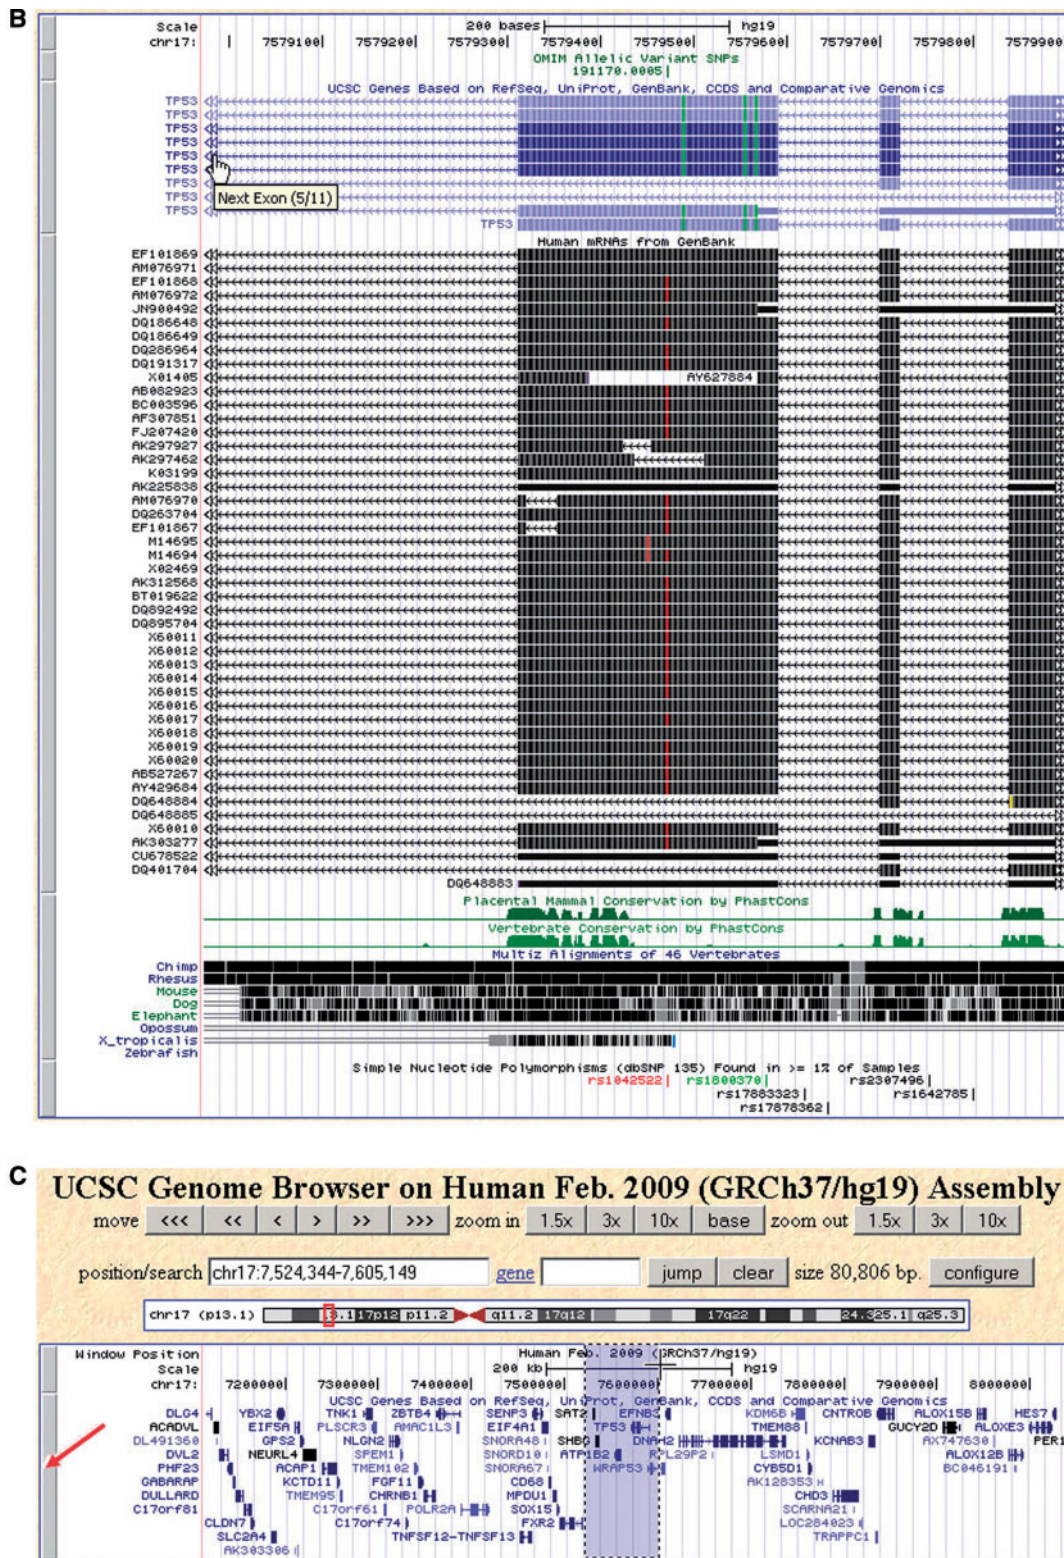 B
Scale 200 bases hg19
chr17: 7579100 7579200 7579300 7579400 7579500 7579600 7579700 7579800 7579900
OMIM Allelic Variant SNPs
191170.0005
UCSC Genes Based on RefSeq, UniProt, GenBank, CCDS and Comparative Genomics
TP53
TP53
TP53
TP53
TP53
TP53
TP53
TP53
TP53
Next Exon (5/11)
TP53
Human mRNAs from GenBank
EF101869
AM076971
EF101868
AM076972
JN900492
DQ186648
DQ186649
DQ286964
DQ191317
X01405 AY627884
AB082923
BC003596
AF307851
FJ207420
AK297927
AK297462
K03199
AK225838
AM076970
DQ263704
EF101867
M14695
M14694
X02469
AK312568
BT019622
DQ892492
DQ895704
X60011
X60012
X60013
X60014
X60015
X60016
X60017
X60018
X60019
X60020
AB527267
AY429684
DQ648884
DQ648885
X60010
AK303277
CU678522
DQ401704
DQ648883
Placental Mammal Conservation by PhastCons
Vertebrate Conservation by PhastCons
Multiz Alignments of 46 Vertebrates
Chimp
Rhesus
Mouse
Dog
Elephant
Opossum
X_tropicalis
Zebrafish
Simple Nucleotide Polymorphisms (dbSNP 135) Found in >= 1% of Samples
rs1042522 rs1800370 rs2307496
rs17883323 rs1642785
rs17878362
C
UCSC Genome Browser on Human Feb. 2009 (GRCh37/hg19) Assembly
move <<< << < > >> >>> zoom in 1.5x 3x 10x base zoom out 1.5x 3x 10x
position/search chr17:7,524,344-7,605,149 gene jump clear size 80,806 bp. configure
chr17 (p13.1) 17p12 p11.2 q11.2 17q12 17q22 24.3 25.1 q25.3
Window Position Human Feb. 2009 (GRCh37/hg19)
Scale 200 kb hg19
chr17: 7200000 7300000 7400000 7500000 7600000 7700000 7800000 7900000 8000000
UCSC Genes Based on RefSeq, UniProt, GenBank, CCDS and Comparative Genomics
DLG4 YBX2 TNK1 ZBTB4 SENP3 SAT2 EFNB3 KDM6B CNTROB ALOX15B HES7
ACADVL EIF5A PLSCR3 AMAC1L3 EIF4A1 TP53 TMEM88 GUCY2D ALOXE3
DL491360 GPS2 NLGN2 SNORA48 SHBG DNAH2 KCNAB3 AX747630 PER1
DVL2 NEURL4 SPEM1 SNORD10 ATP1B2 RPL29P2 LSMD1 ALOX12B
PHF23 ACAP1 TMEM102 SNORA67 WRAP53 CYB5D1 BC046191
GABARAP KCTD11 FGF11 CD68 AK128353
DULLARD TMEM95 CHRNB1 MPDU1 CHD3
C17orf81 C17orf61 POLR2A SOX15 SCARNA21
CLDN7 C17orf74 FXR2 LOC284023
SLC2A4 TNFSF12-TNFSF13 TRAPPC1
AK303306